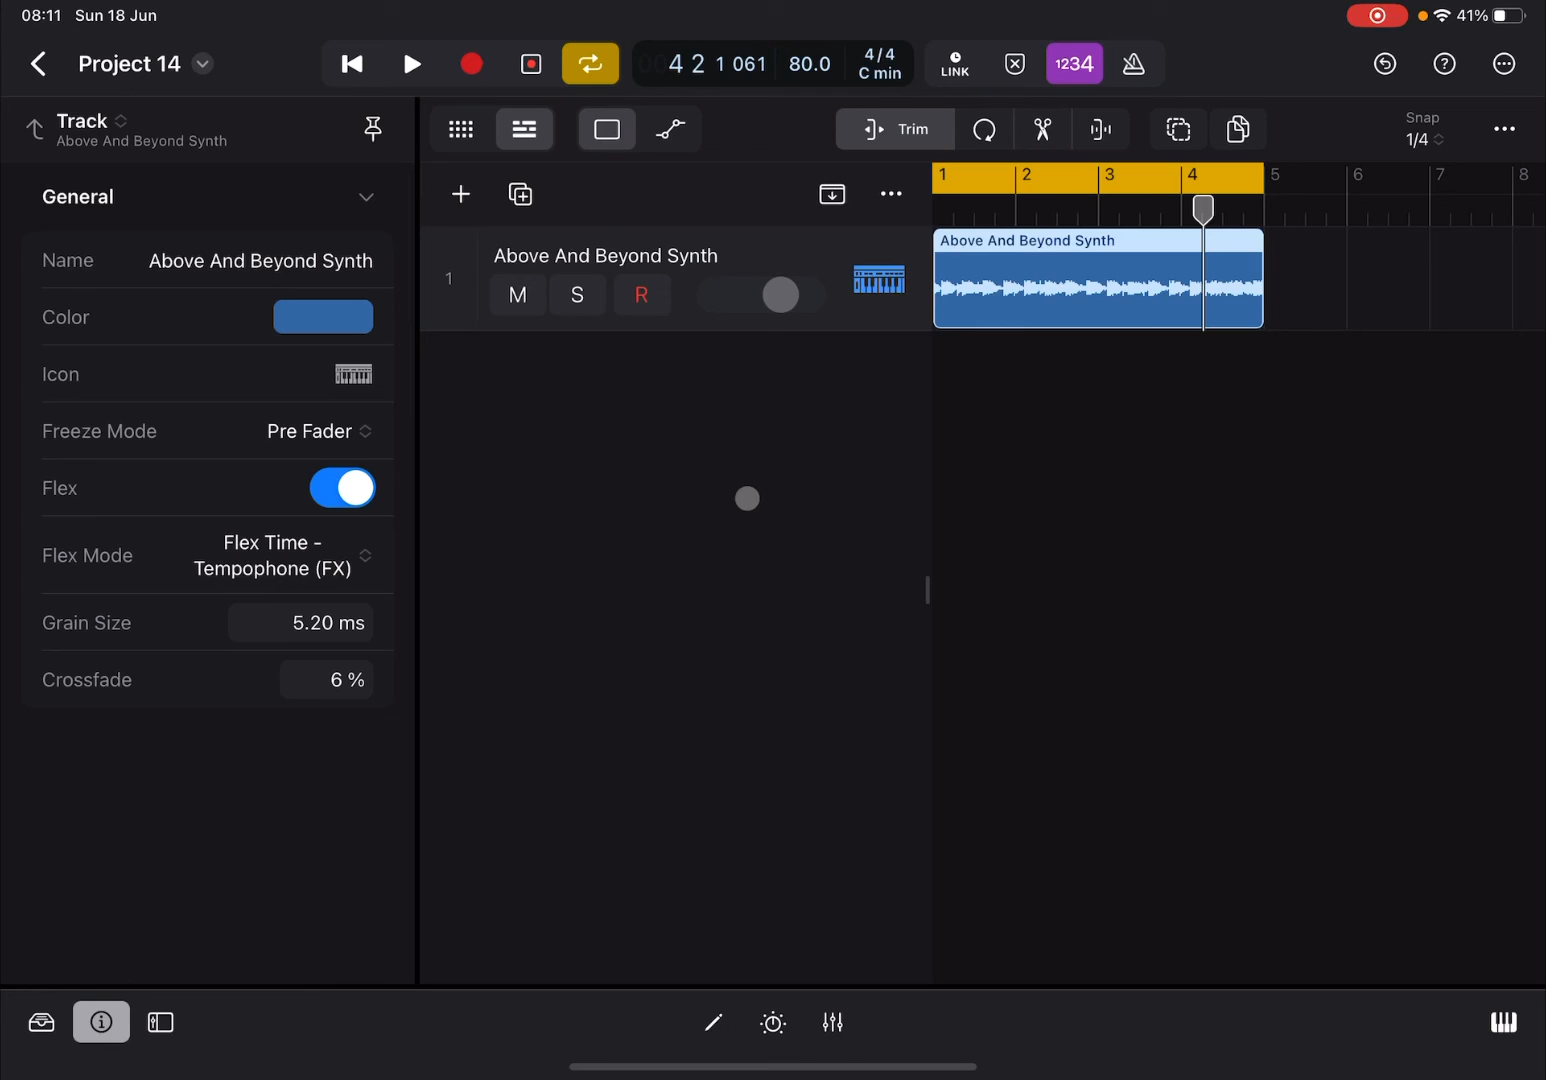 08:11 Sun 18 Jun
41%
Project 14
4 2 1 061 80.0 4/4
C min
LINK
1234
Track
Above And Beyond Synth
Trim
Snap
1/4
General
1 2 3 4 5 6 7 8
Name Above And Beyond Synth
Color
Icon
Freeze Mode Pre Fader
Flex
Flex Mode Flex Time -
Tempophone (FX)
Grain Size 5.20 ms
Crossfade 6 %
1 Above And Beyond Synth
M S R
Above And Beyond Synth